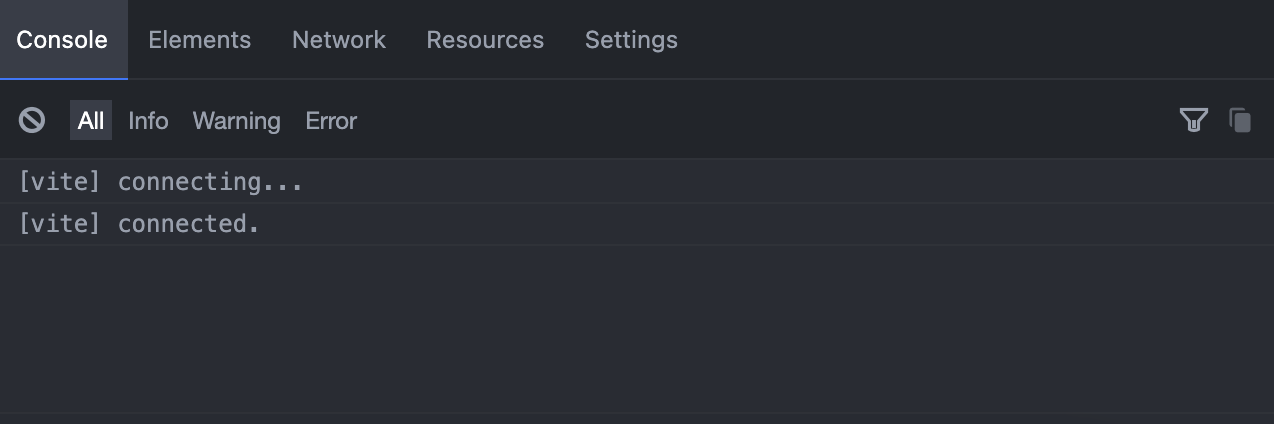 Console Elements Network Resources Settings
All Info Warning Error
[vite] connecting...
[vite] connected.